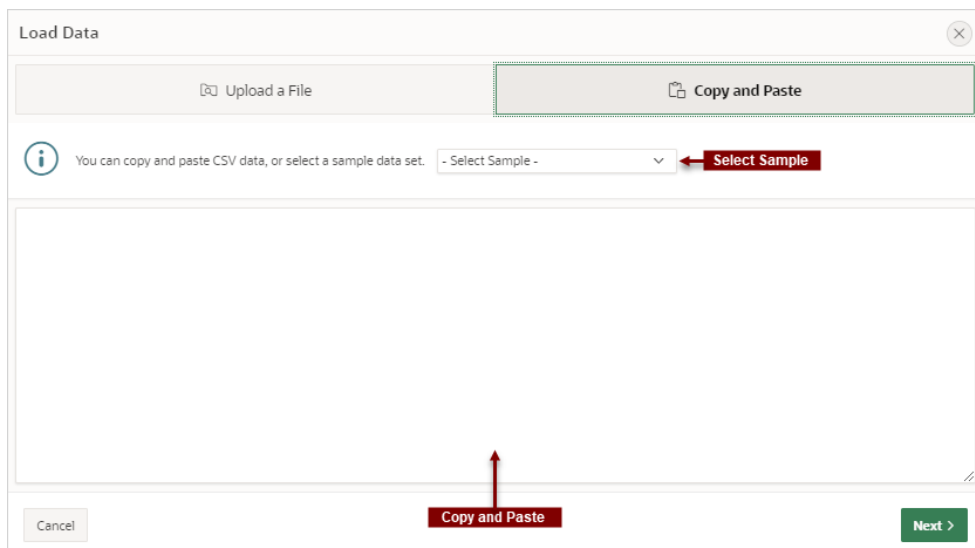 Load Data
Upload a File
Copy and Paste
You can copy and paste CSV data, or select a sample data set.
- Select Sample -
Select Sample
Copy and Paste
Cancel
Next >